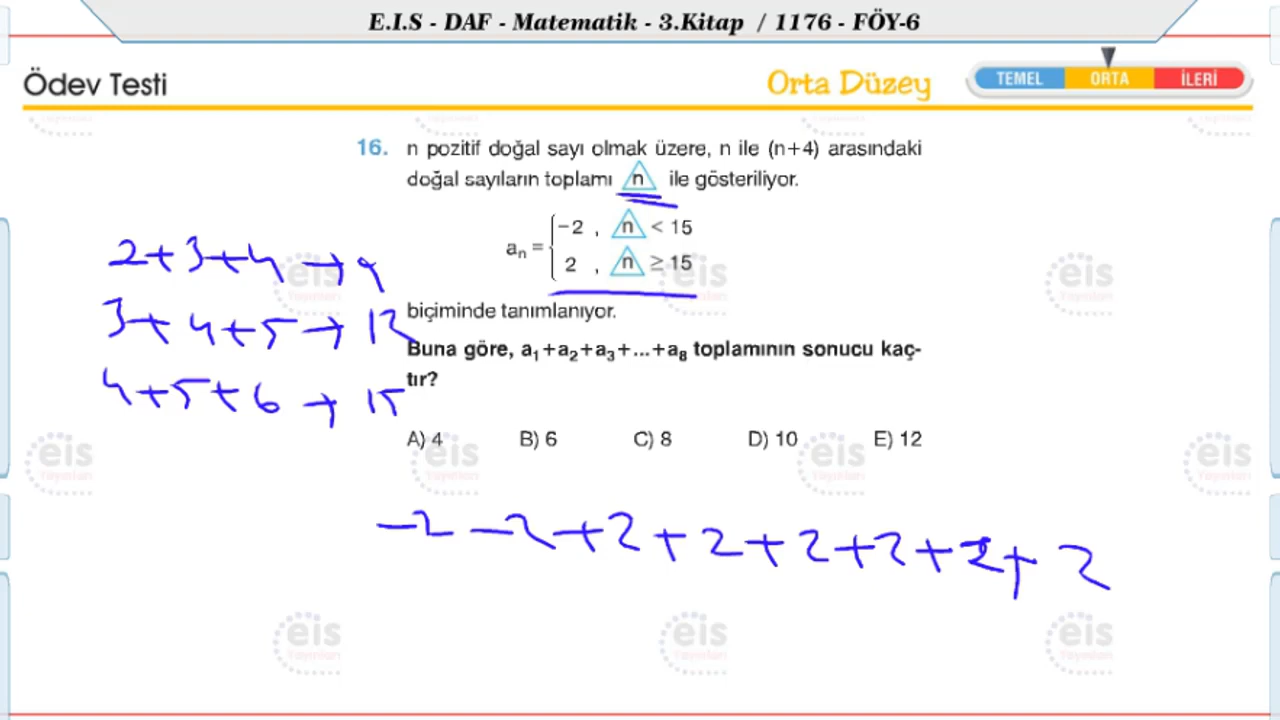 E.I.S - DAF - Matematik - 3.Kitap / 1176 - FÖY-6
Ödev Testi
Orta Düzey
TEMEL ORTA İLERİ
16. n pozitif doğal sayı olmak üzere, n ile (n+4) arasındaki
doğal sayıların toplamı n ile gösteriliyor.
aₙ = { -2 , n < 15
2 , n ≥ 15
biçiminde tanımlanıyor.
Buna göre, a₁+a₂+a₃+...+a₈ toplamının sonucu kaç-
tır?
A) 4 B) 6 C) 8 D) 10 E) 12
2+3+4 → 9
3+4+5 → 12
4+5+6 → 15
-2 -2 +2 +2 +2 +2 +2 +2
eis Yayınları